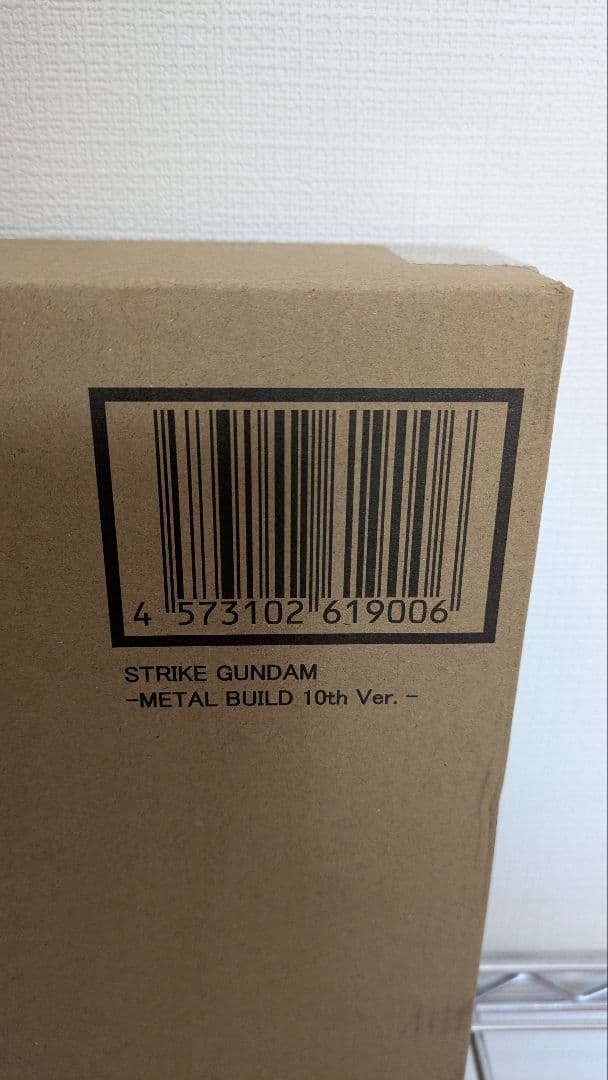 4 573102 619006
STRIKE GUNDAM
-METAL BUILD 10th Ver. -